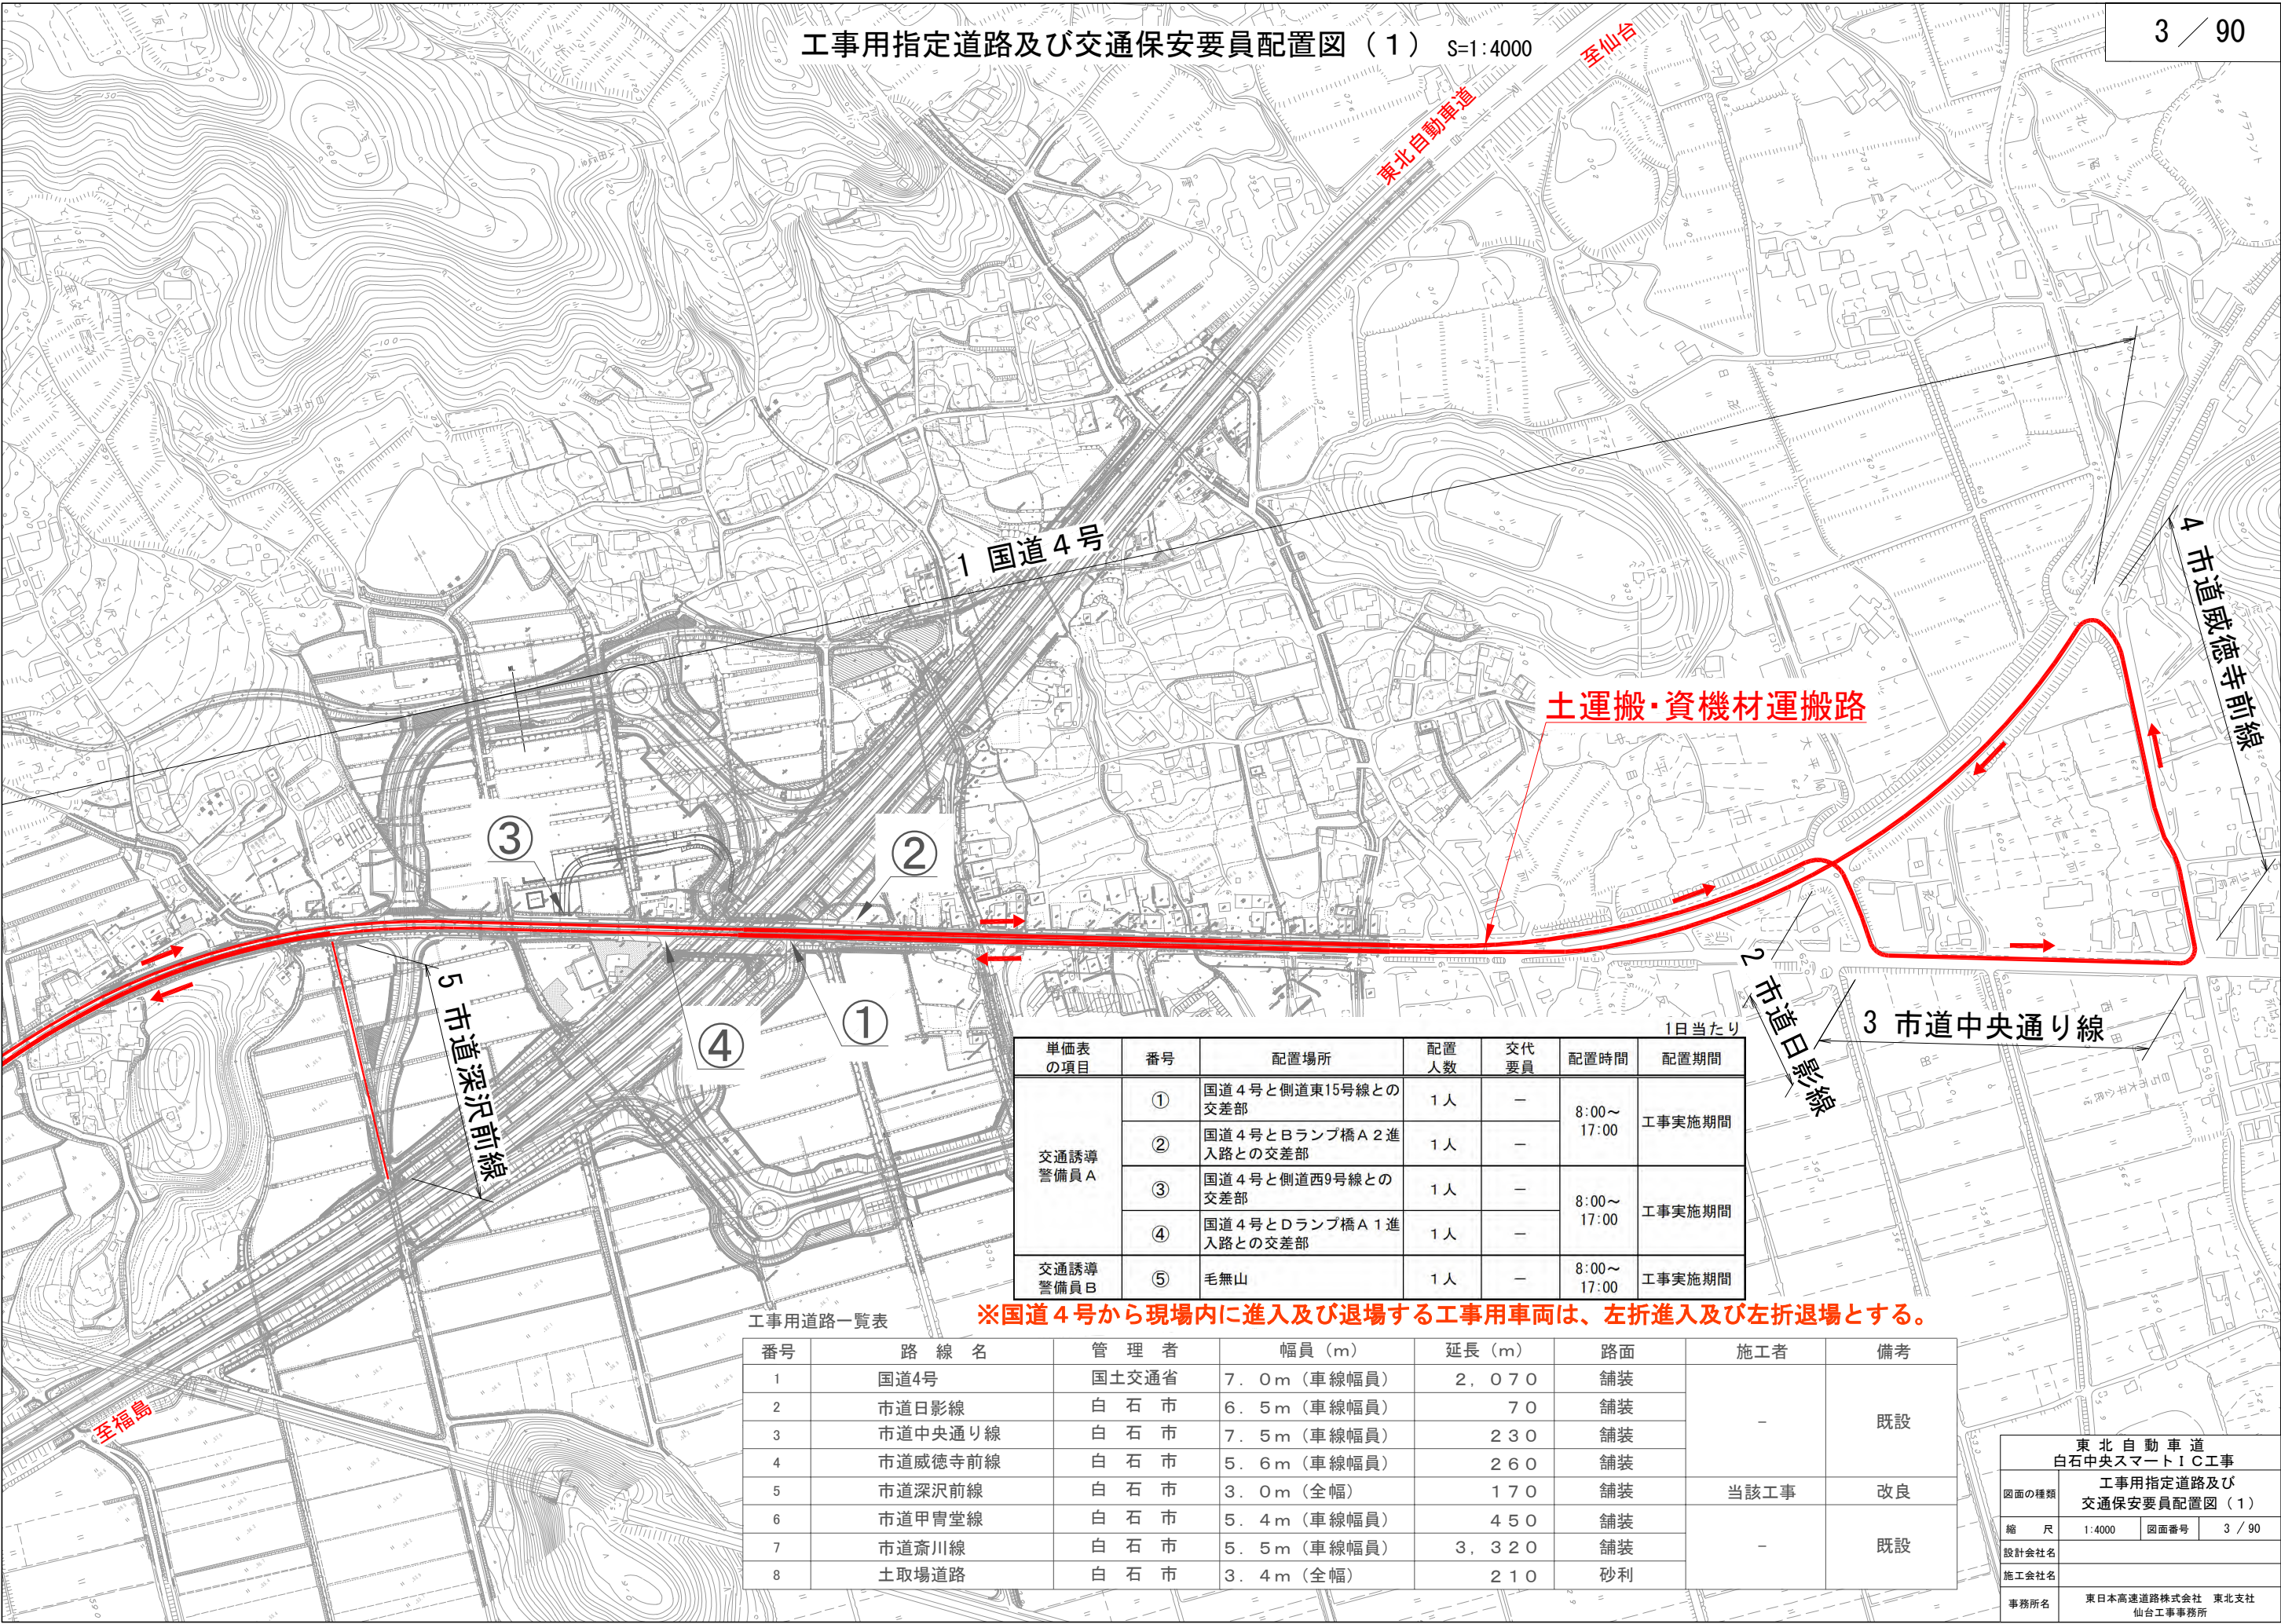 3 ／ 90
工事用指定道路及び交通保安要員配置図（１） S=1:4000
至仙台
東北自動車道
1 国道４号
4 市道威徳寺前線
土運搬・資機材運搬路
③
②
5 市道深沢前線
④
①
2 市道日影線
3 市道中央通り線
1日当たり
単価表の項目 番号 配置場所 配置人数 交代要員 配置時間 配置期間
交通誘導警備員Ａ ① 国道４号と側道東15号線との交差部 １人 － 8:00～17:00 工事実施期間
② 国道４号とＢランプ橋Ａ２進入路との交差部 １人 －
③ 国道４号と側道西9号線との交差部 １人 － 8:00～17:00 工事実施期間
④ 国道４号とＤランプ橋Ａ１進入路との交差部 １人 －
交通誘導警備員Ｂ ⑤ 毛無山 １人 － 8:00～17:00 工事実施期間
※国道４号から現場内に進入及び退場する工事用車両は、左折進入及び左折退場とする。
工事用道路一覧表
番号 路 線 名 管 理 者 幅員（m） 延長（m） 路面 施工者 備考
1 国道4号 国土交通省 ７．０ｍ（車線幅員） ２，０７０ 舗装 － 既設
2 市道日影線 白 石 市 ６．５ｍ（車線幅員） ７０ 舗装
3 市道中央通り線 白 石 市 ７．５ｍ（車線幅員） ２３０ 舗装
4 市道威徳寺前線 白 石 市 ５．６ｍ（車線幅員） ２６０ 舗装
5 市道深沢前線 白 石 市 ３．０ｍ（全幅） １７０ 舗装 当該工事 改良
6 市道甲冑堂線 白 石 市 ５．４ｍ（車線幅員） ４５０ 舗装 － 既設
7 市道斎川線 白 石 市 ５．５ｍ（車線幅員） ３，３２０ 舗装
8 土取場道路 白 石 市 ３．４ｍ（全幅） ２１０ 砂利
至福島
東 北 自 動 車 道
白石中央スマートＩＣ工事
図面の種類 工事用指定道路及び
交通保安要員配置図（１）
縮 尺 1:4000 図面番号 3 ／ 90
設計会社名
施工会社名
事務所名 東日本高速道路株式会社 東北支社
仙台工事事務所